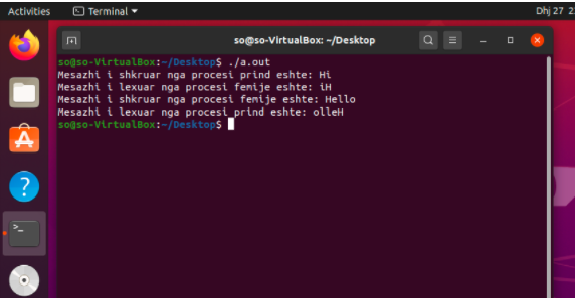 Activities Terminal Dhj 27 2
so@so-VirtualBox: ~/Desktop
so@so-VirtualBox:~/Desktop$ ./a.out
Mesazhi i shkruar nga procesi prind eshte: Hi
Mesazhi i lexuar nga procesi femije eshte: iH
Mesazhi i shkruar nga procesi femije eshte: Hello
Mesazhi i lexuar nga procesi prind eshte: olleH
so@so-VirtualBox:~/Desktop$